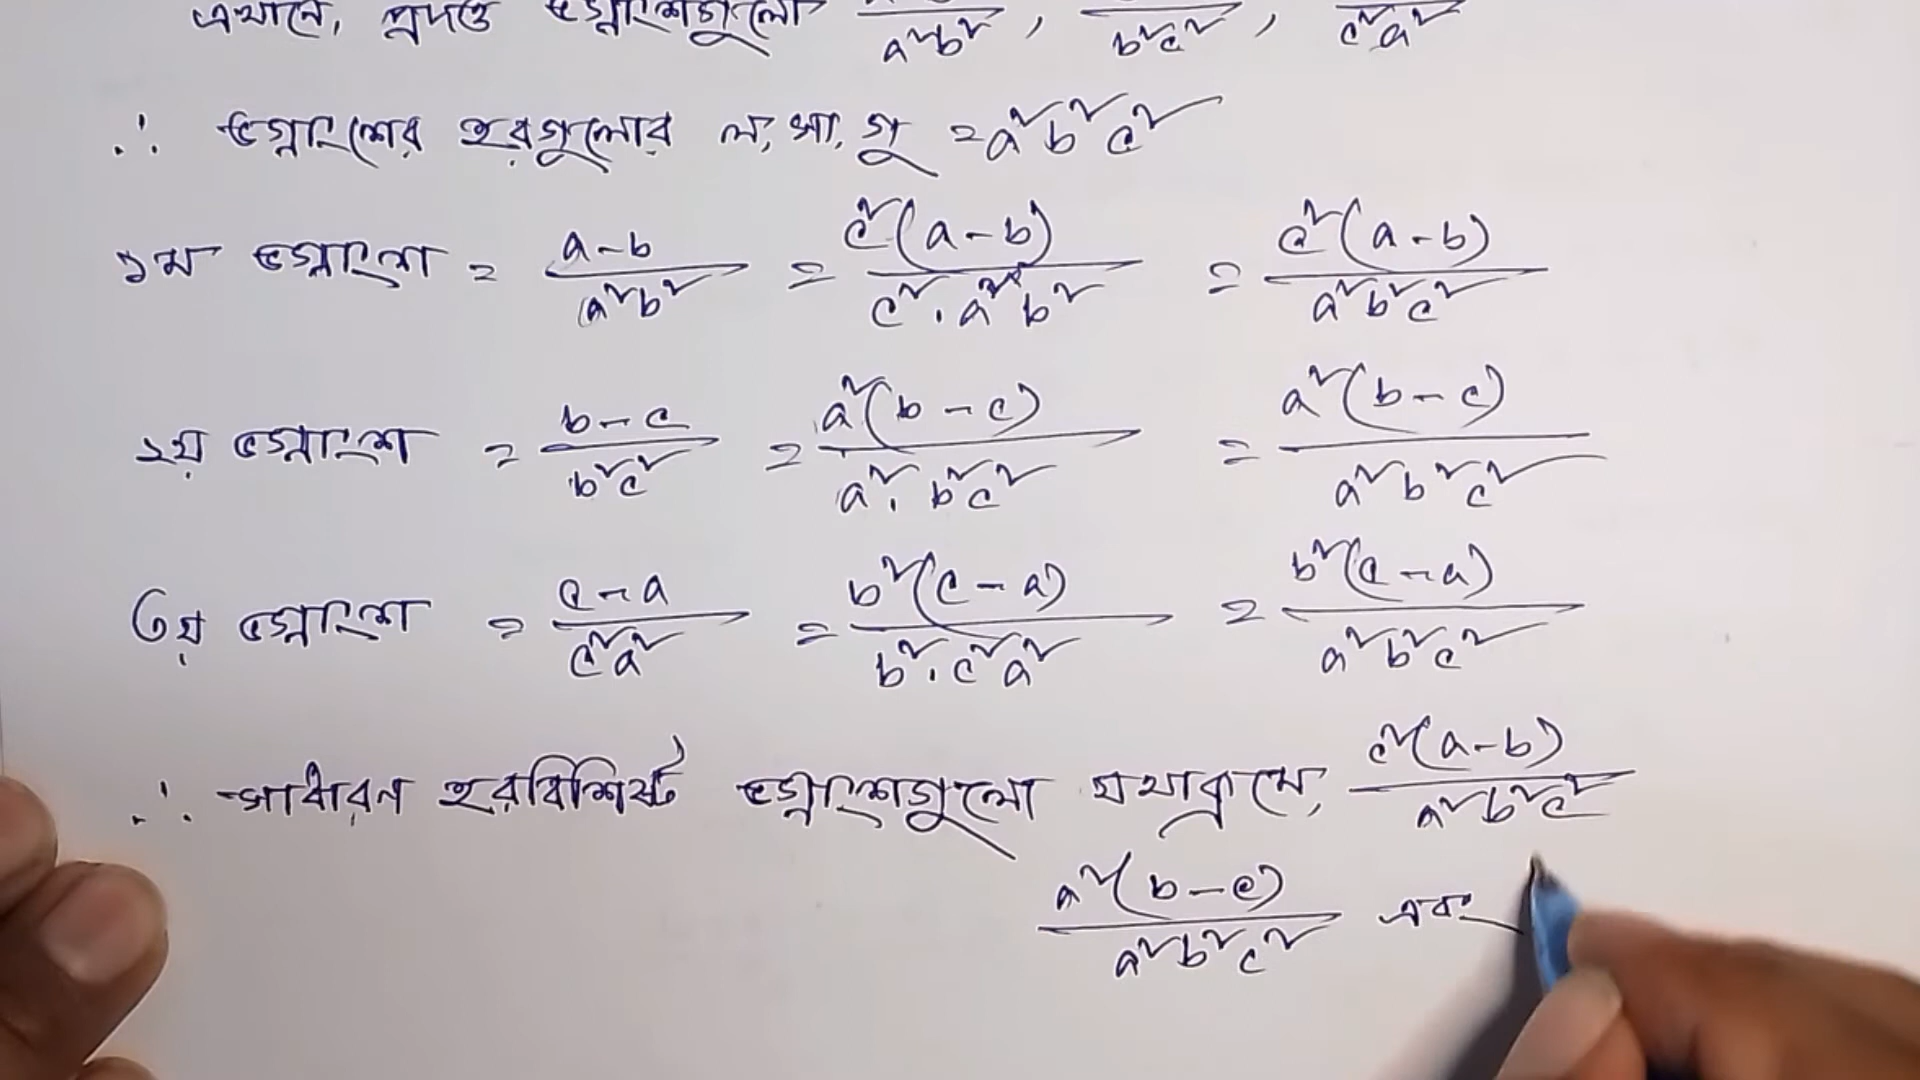 এখানে, প্রদত্ত ভগ্নাংশগুলো a²b² , b²c² , c²a²
∴ ভগ্নাংশের হরগুলোর ল, সা, গু = a²b²c²
১ম ভগ্নাংশ = (a-b)/(a²b²) = c²(a-b)/(c².a²b²) = c²(a-b)/(a²b²c²)
২য় ভগ্নাংশ = (b-c)/(b²c²) = a²(b-c)/(a².b²c²) = a²(b-c)/(a²b²c²)
৩য় ভগ্নাংশ = (c-a)/(c²a²) = b²(c-a)/(b².c²a²) = b²(c-a)/(a²b²c²)
∴ সাধারন হরবিশিষ্ট ভগ্নাংশগুলো যথাক্রমে, c²(a-b)/(a²b²c²)
a²(b-c)/(a²b²c²) এবং